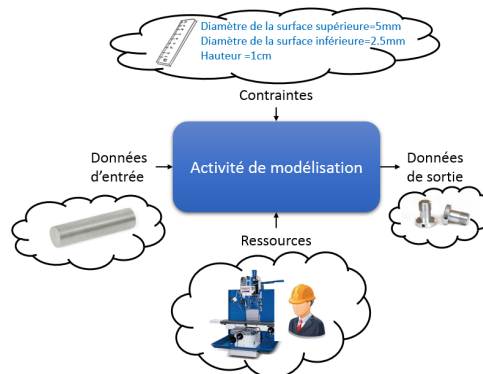 Diamètre de la surface supérieure=5mm
Diamètre de la surface inférieure=2.5mm
Hauteur =1cm
Contraintes
Données
d'entrée
Activité de modélisation
Données
de sortie
Ressources